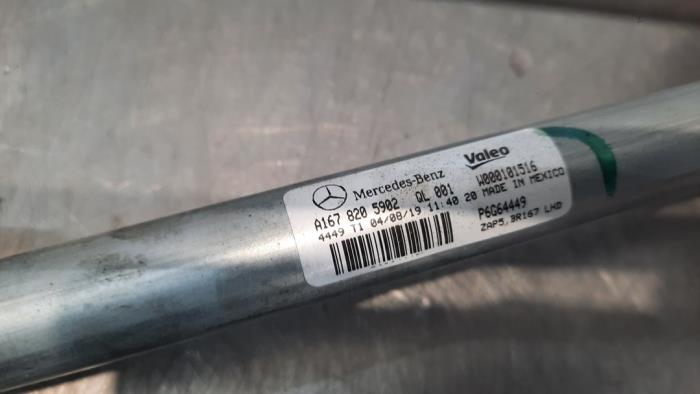 Mercedes-Benz Valeo
A167 820 5902 QL 001 W000101516
4449 T1 04/08/19 11:40 20 MADE IN MEXICO
P6G64449
ZAP5,3R167 LHD